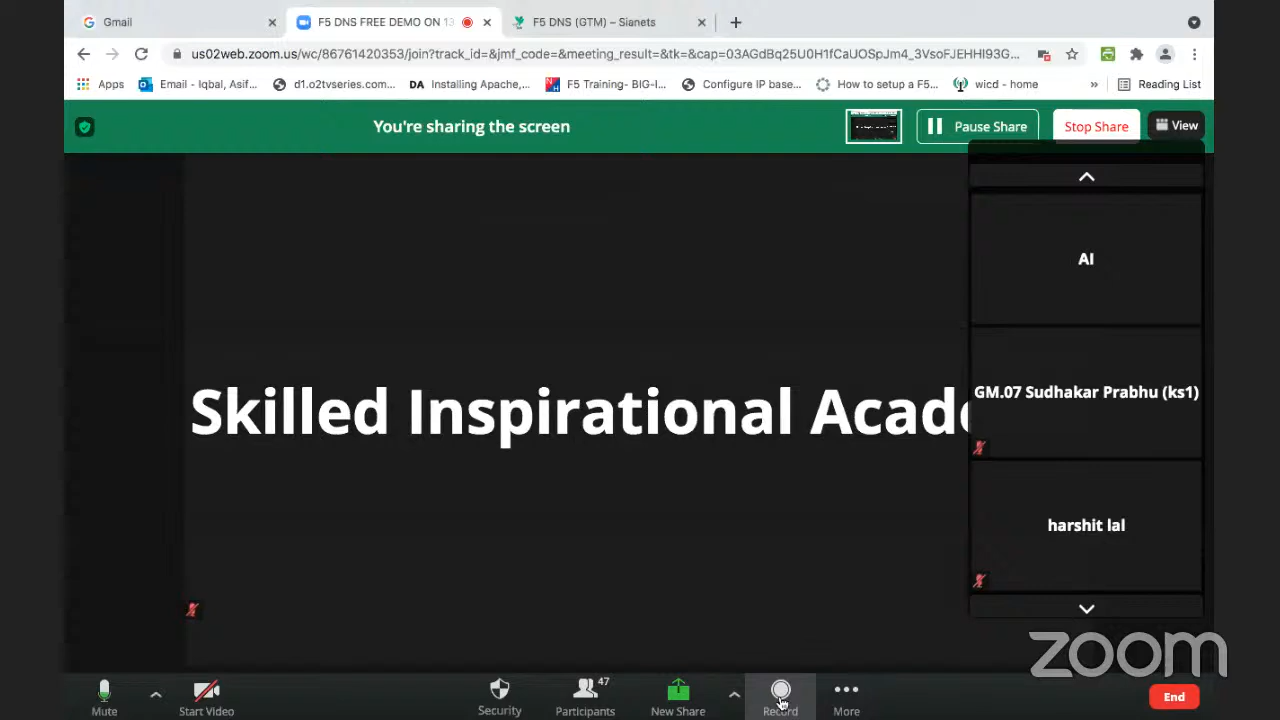 Gmail
F5 DNS FREE DEMO ON 13
F5 DNS (GTM) – Sianets
us02web.zoom.us/wc/86761420353/join?track_id=&jmf_code=&meeting_result=&tk=&cap=03AGdBq25U0H1fCaUOSpJm4_3VsoFJEHHI93G...
Apps
Email - Iqbal, Asif...
d1.o2tvseries.com...
DA Installing Apache,...
F5 Training- BIG-I...
Configure IP base...
How to setup a F5...
wicd - home
»
Reading List
You're sharing the screen
Pause Share
Stop Share
View
AI
GM.07 Sudhakar Prabhu (ks1)
harshit lal
Skilled Inspirational Acade
zoom
Mute
Start Video
Security
47
Participants
New Share
Record
More
End